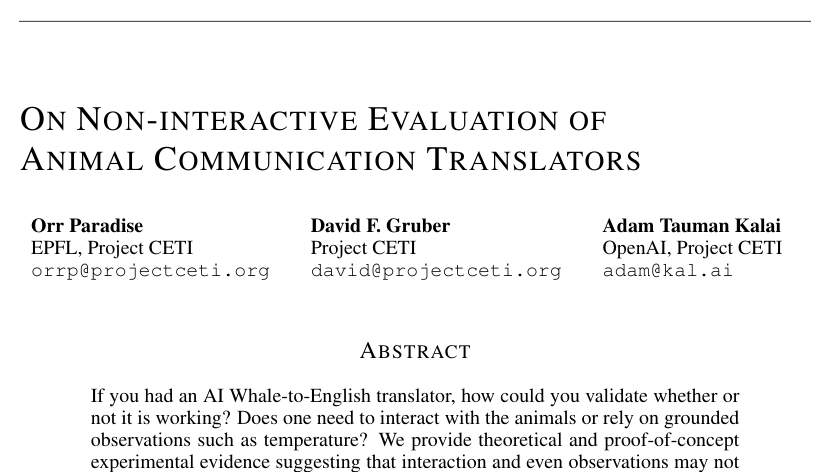 ON NON-INTERACTIVE EVALUATION OF
ANIMAL COMMUNICATION TRANSLATORS
Orr Paradise David F. Gruber Adam Tauman Kalai
EPFL, Project CETI Project CETI OpenAI, Project CETI
orrp@projectceti.org david@projectceti.org adam@kal.ai
ABSTRACT
If you had an AI Whale-to-English translator, how could you validate whether or
not it is working? Does one need to interact with the animals or rely on grounded
observations such as temperature? We provide theoretical and proof-of-concept
experimental evidence suggesting that interaction and even observations may not